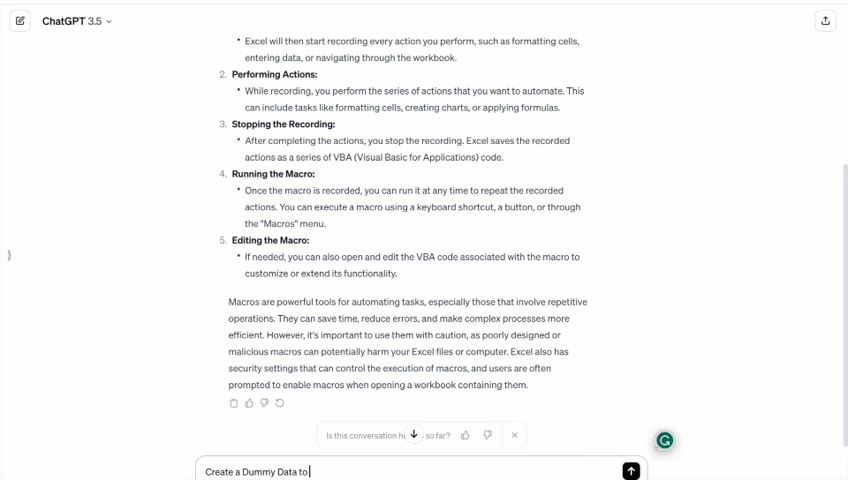 ChatGPT 3.5
• Excel will then start recording every action you perform, such as formatting cells,
entering data, or navigating through the workbook.
2. Performing Actions:
• While recording, you perform the series of actions that you want to automate. This
can include tasks like formatting cells, creating charts, or applying formulas.
3. Stopping the Recording:
• After completing the actions, you stop the recording. Excel saves the recorded
actions as a series of VBA (Visual Basic for Applications) code.
4. Running the Macro:
• Once the macro is recorded, you can run it at any time to repeat the recorded
actions. You can execute a macro using a keyboard shortcut, a button, or through
the "Macros" menu.
5. Editing the Macro:
• If needed, you can also open and edit the VBA code associated with the macro to
customize or extend its functionality.
Macros are powerful tools for automating tasks, especially those that involve repetitive
operations. They can save time, reduce errors, and make complex processes more
efficient. However, it's important to use them with caution, as poorly designed or
malicious macros can potentially harm your Excel files or computer. Excel also has
security settings that can control the execution of macros, and users are often
prompted to enable macros when opening a workbook containing them.
Is this conversation so far?
Create a Dummy Data to